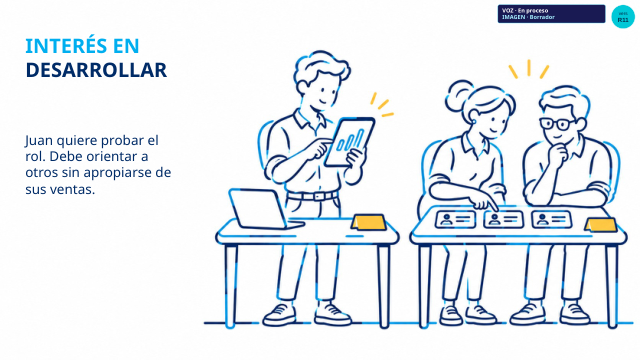 VOZ · En proceso
IMAGEN · Borrador
R11
INTERÉS EN
DESARROLLAR
Juan quiere probar el
rol. Debe orientar a
otros sin apropiarse de
sus ventas.